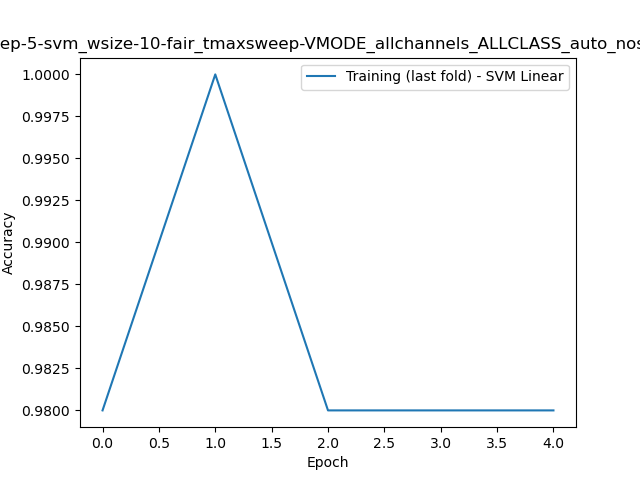 ep-5-svm_wsize-10-fair_tmaxsweep-VMODE_allchannels_ALLCLASS_auto_nos
Training (last fold) - SVM Linear
1.0000
0.9975
0.9950
0.9925
0.9900
0.9875
0.9850
0.9825
0.9800
Accuracy
0.0 0.5 1.0 1.5 2.0 2.5 3.0 3.5 4.0
Epoch